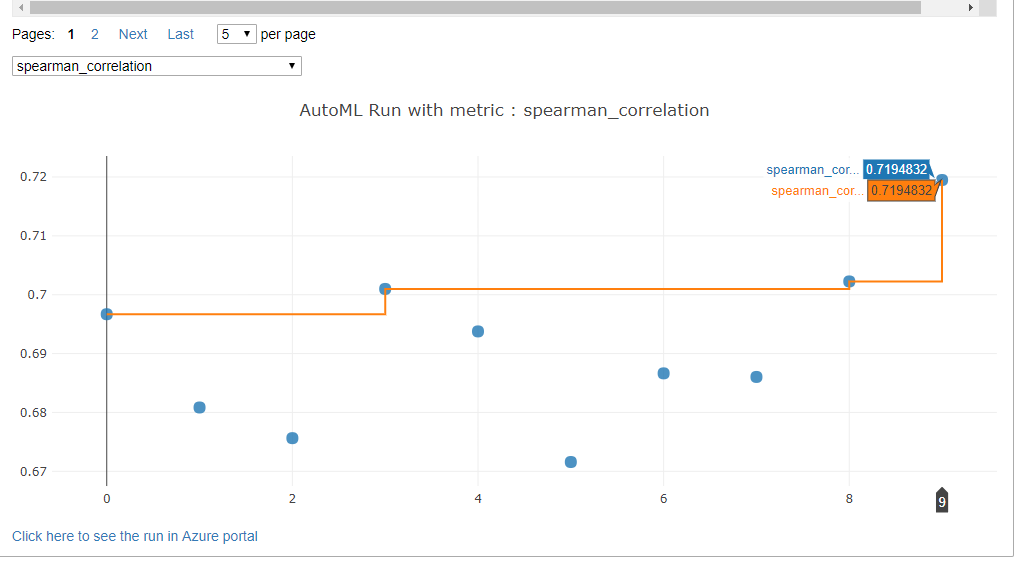 Pages: 1 2 Next Last 5 per page
spearman_correlation
AutoML Run with metric : spearman_correlation
0.72
0.71
0.7
0.69
0.68
0.67
spearman_cor... 0.7194832
spearman_cor... 0.7194832
0 2 4 6 8 9
Click here to see the run in Azure portal